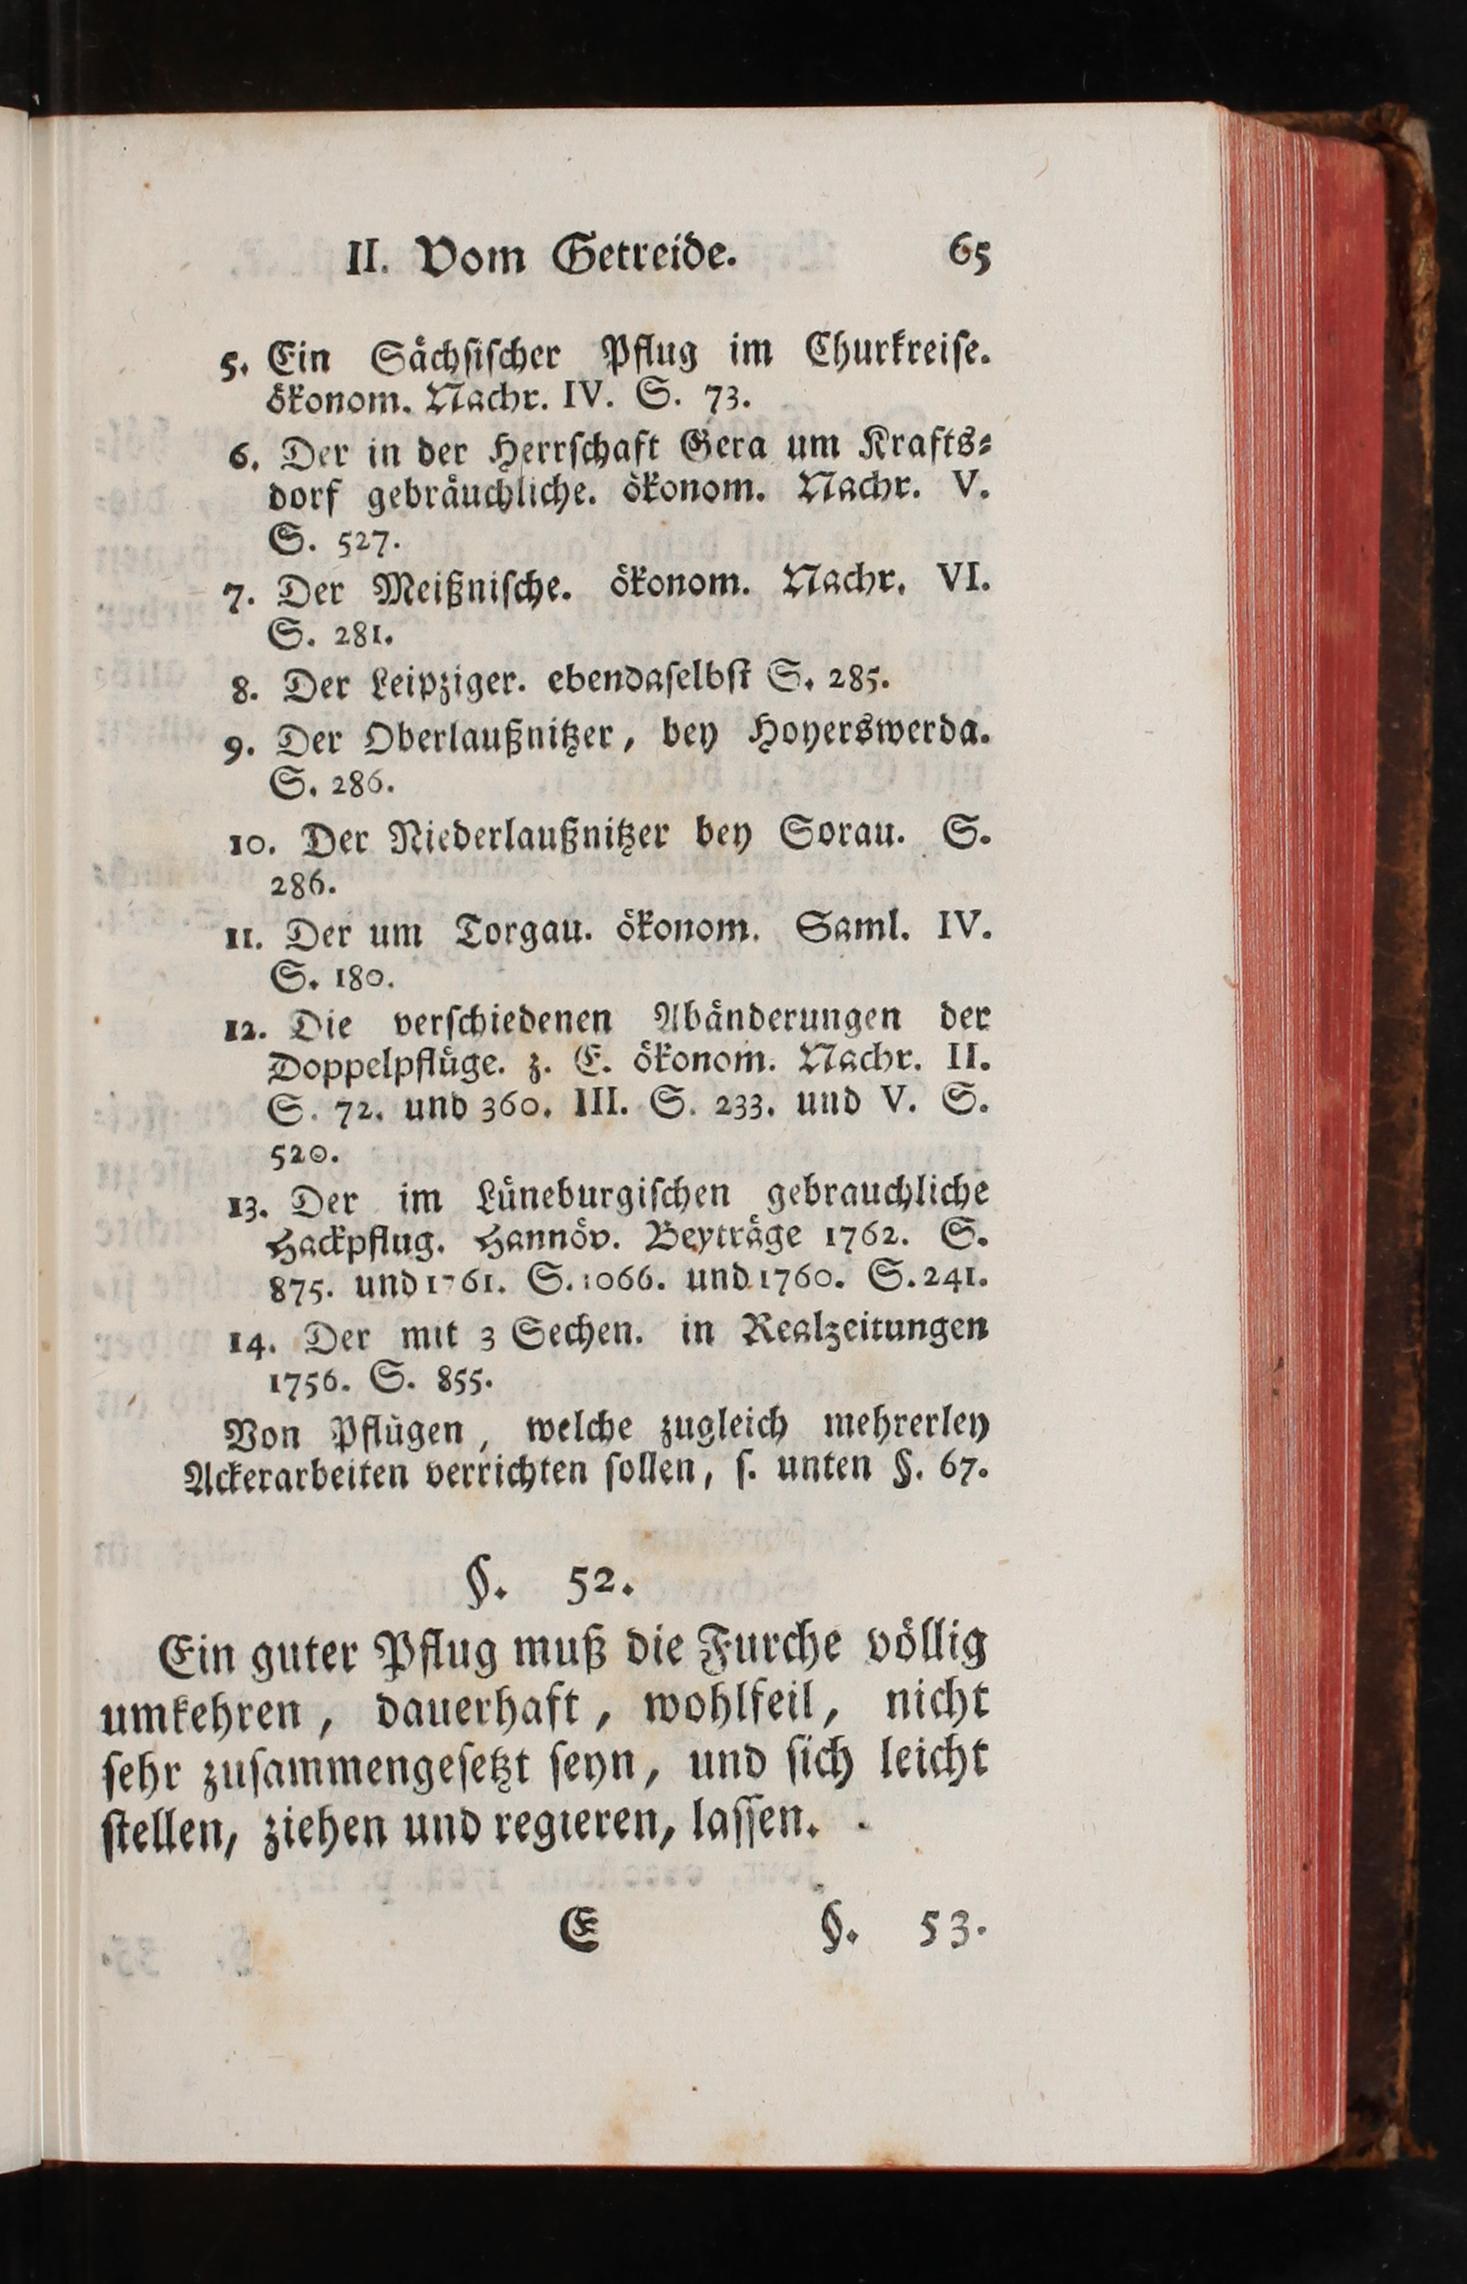 II. Vom Getreide. 65
5. Ein Sächsischer Pflug im Churkreise.
ökonom. Nachr. IV. S. 73.
6. Der in der Herrschaft Gera um Krafts-
dorf gebräuchliche. ökonom. Nachr. V.
S. 527.
7. Der Meißnische. ökonom. Nachr. VI.
S. 281.
8. Der Leipziger. ebendaselbst S. 285.
9. Der Oberlaußnitzer, bey Hoyerswerda.
S. 286.
10. Der Niederlaußnitzer bey Sorau. S.
286.
11. Der um Torgau. ökonom. Saml. IV.
S. 180.
12. Die verschiedenen Abänderungen der
Doppelpflüge. z. E. ökonom. Nachr. II.
S. 72. und 360. III. S. 233. und V. S.
520.
13. Der im Lüneburgischen gebrauchliche
Hackpflug. Hannöv. Beyträge 1762. S.
875. und 1761. S. 1066. und 1760. S. 241.
14. Der mit 3 Sechen. in Realzeitungen
1756. S. 855.
Von Pflügen, welche zugleich mehrerley
Ackerarbeiten verrichten sollen, s. unten §. 67.
§. 52.
Ein guter Pflug muß die Furche völlig
umkehren, dauerhaft, wohlfeil, nicht
sehr zusammengesetzt seyn, und sich leicht
stellen, ziehen und regieren, lassen.
E §. 53.